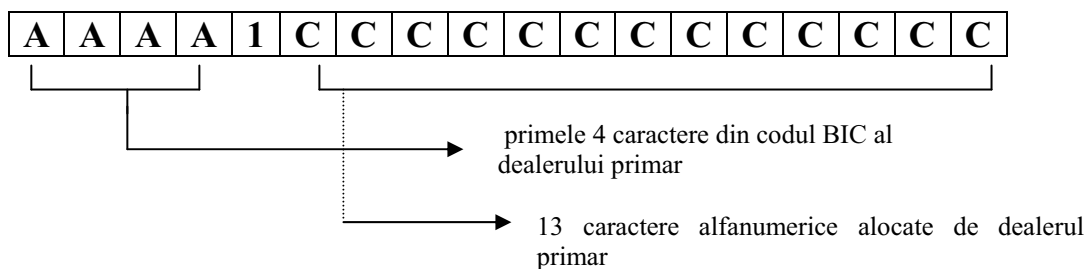 A A A A 1 C C C C C C C C C C C C C
primele 4 caractere din codul BIC al
dealerului primar
13 caractere alfanumerice alocate de dealerul
primar